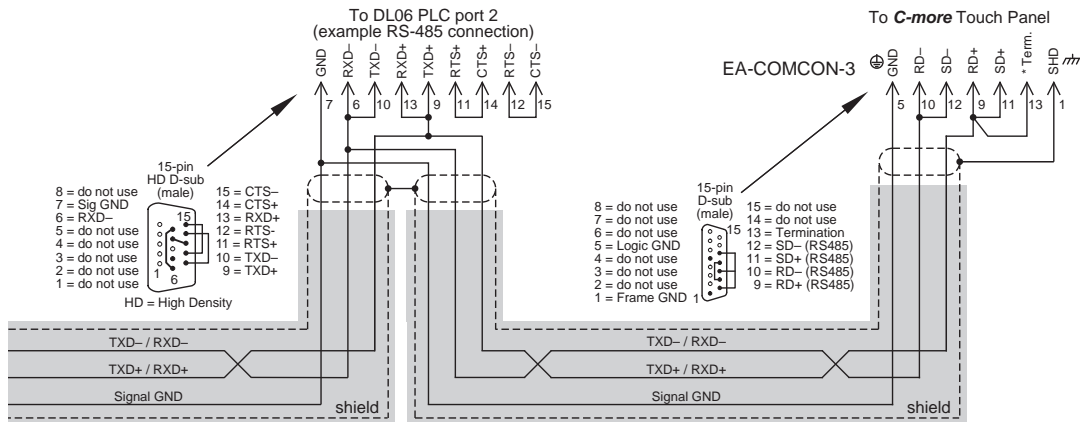 To DL06 PLC port 2
(example RS-485 connection)
GND
RXD–
TXD–
RXD+
TXD+
RTS+
CTS+
RTS–
CTS–
7
6
10
13
9
11
14
12
15
15-pin
HD D-sub
(male)
8 = do not use
7 = Sig GND
6 = RXD–
5 = do not use
4 = do not use
3 = do not use
2 = do not use
1 = do not use
15
1
6
15 = CTS–
14 = CTS+
13 = RXD+
12 = RTS-
11 = RTS+
10 = TXD–
9 = TXD+
HD = High Density
To C-more Touch Panel
EA-COMCON-3
GND
RD–
SD–
RD+
SD+
* Term.
SHD
5
10
12
9
11
13
1
15-pin
D-sub
(male)
8 = do not use
7 = do not use
6 = do not use
5 = Logic GND
4 = do not use
3 = do not use
2 = do not use
1 = Frame GND
15
1
15 = do not use
14 = do not use
13 = Termination
12 = SD– (RS485)
11 = SD+ (RS485)
10 = RD– (RS485)
9 = RD+ (RS485)
TXD– / RXD–
TXD+ / RXD+
Signal GND
shield
TXD– / RXD–
TXD+ / RXD+
Signal GND
shield